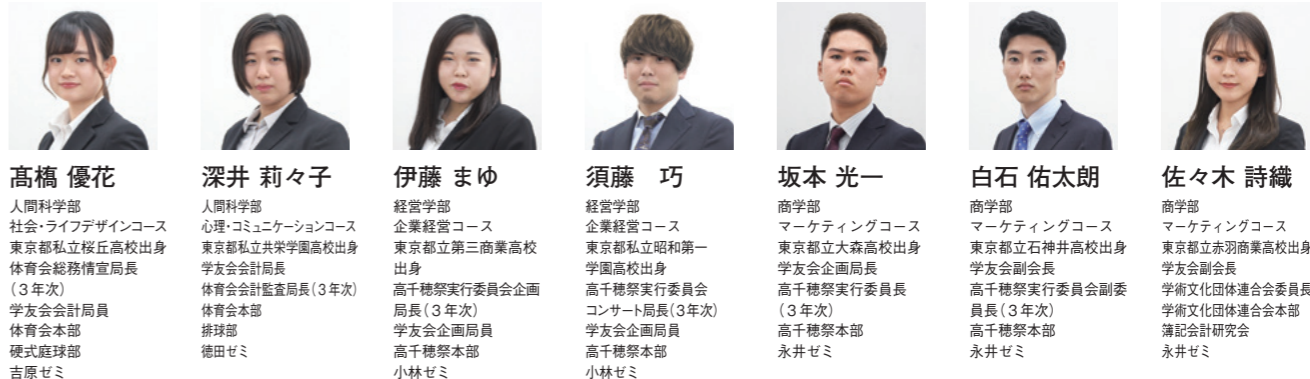 髙橋 優花
人間科学部
社会・ライフデザインコース
東京都私立桜丘高校出身
体育会総務情宣局長
(3年次)
学友会会計局員
体育会本部
硬式庭球部
吉原ゼミ
深井 莉々子
人間科学部
心理・コミュニケーションコース
東京都私立共栄学園高校出身
学友会会計局長
体育会会計監査局長(3年次)
体育会本部
排球部
徳田ゼミ
伊藤 まゆ
経営学部
企業経営コース
東京都立第三商業高校
出身
高千穂祭実行委員会企画
局長(3年次)
学友会企画局員
高千穂祭本部
小林ゼミ
須藤　巧
経営学部
企業経営コース
東京都私立昭和第一
学園高校出身
高千穂祭実行委員会
コンサート局長(3年次)
学友会企画局員
高千穂祭本部
小林ゼミ
坂本 光一
商学部
マーケティングコース
東京都立大森高校出身
学友会企画局長
高千穂祭実行委員長
(3年次)
高千穂祭本部
永井ゼミ
白石 佑太朗
商学部
マーケティングコース
東京都立石神井高校出身
学友会副会長
高千穂祭実行委員会副委
員長(3年次)
高千穂祭本部
永井ゼミ
佐々木 詩織
商学部
マーケティングコース
東京都立赤羽商業高校出身
学友会副会長
学術文化団体連合会委員長
学術文化団体連合会本部
簿記会計研究会
永井ゼミ